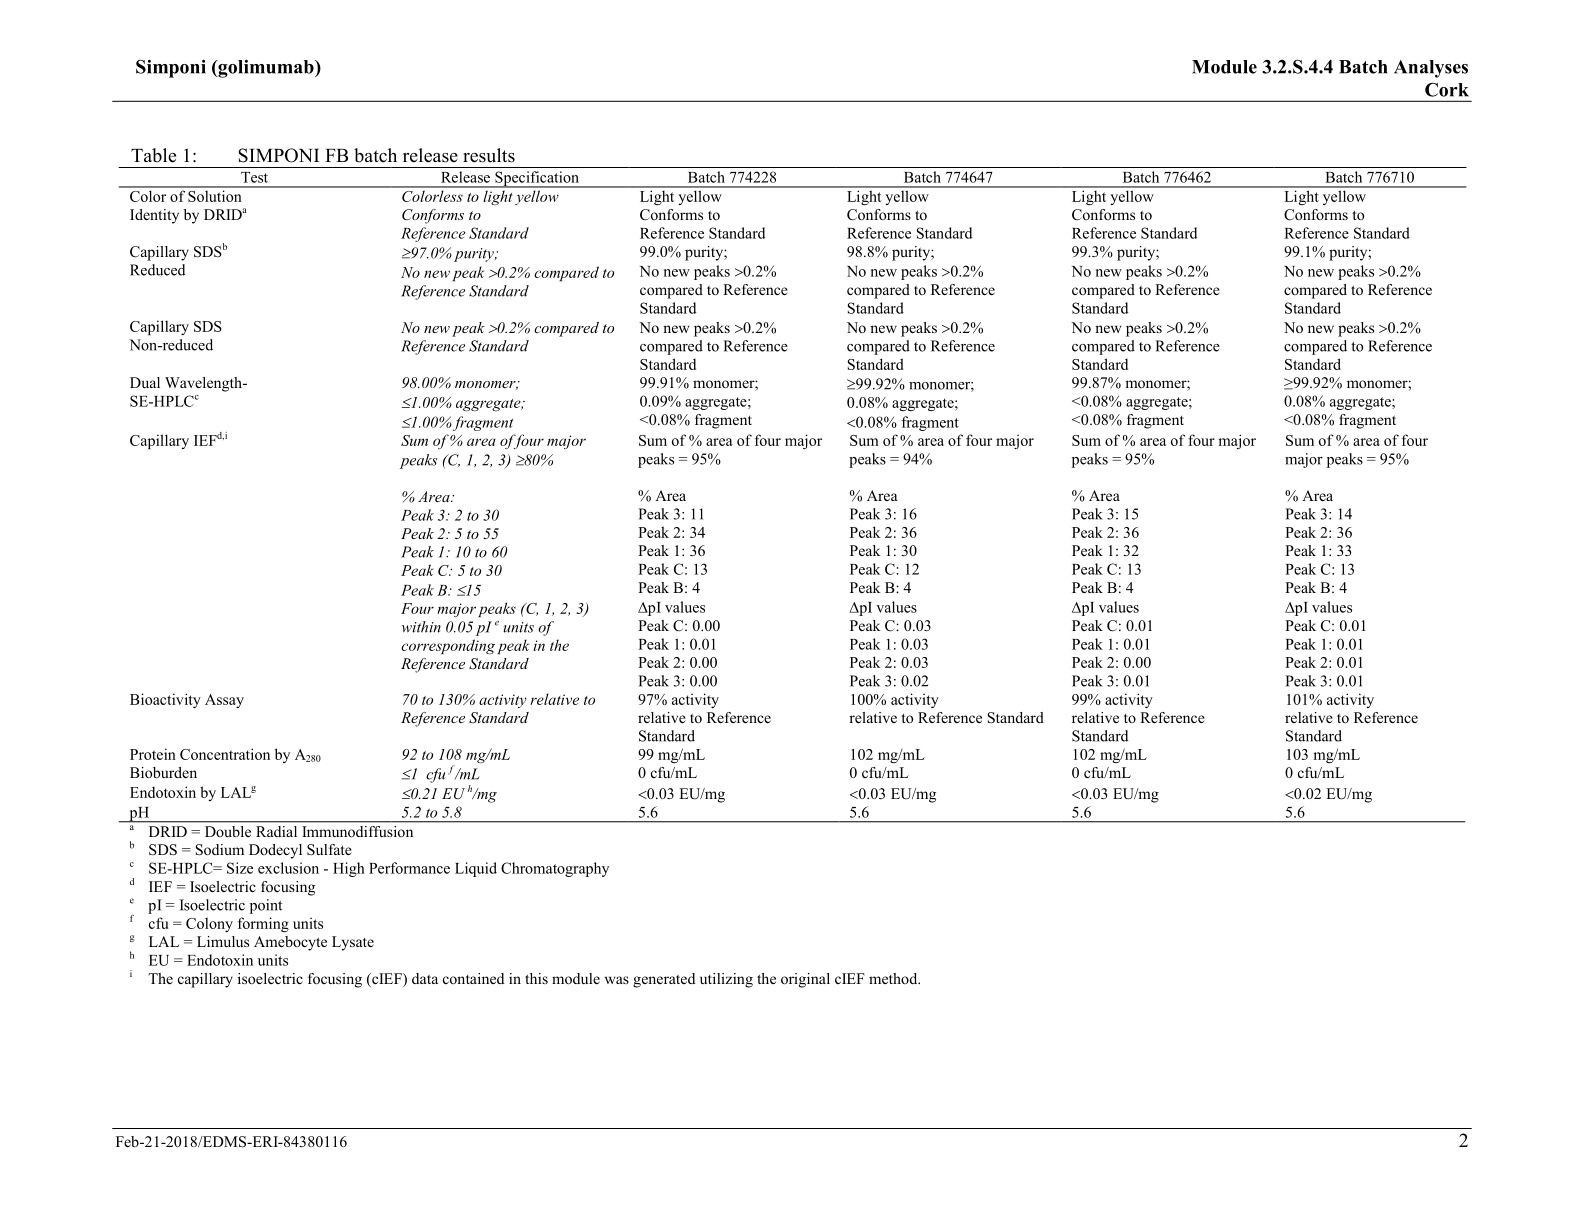 Simponi (golimumab) Module 3.2.S.4.4 Batch Analyses
Cork
Table 1: SIMPONI FB batch release results
Test Release Specification Batch 774228 Batch 774647 Batch 776462 Batch 776710
Color of Solution Colorless to light yellow Light yellow Light yellow Light yellow Light yellow
Identity by DRIDa Conforms to Conforms to Conforms to Conforms to Conforms to
Reference Standard Reference Standard Reference Standard Reference Standard Reference Standard
Capillary SDSb ≥97.0% purity; 99.0% purity; 98.8% purity; 99.3% purity; 99.1% purity;
Reduced No new peak >0.2% compared to No new peaks >0.2% No new peaks >0.2% No new peaks >0.2% No new peaks >0.2%
Reference Standard compared to Reference compared to Reference compared to Reference compared to Reference
Standard Standard Standard Standard
Capillary SDS No new peak >0.2% compared to No new peaks >0.2% No new peaks >0.2% No new peaks >0.2% No new peaks >0.2%
Non-reduced Reference Standard compared to Reference compared to Reference compared to Reference compared to Reference
Standard Standard Standard Standard
Dual Wavelength- 98.00% monomer; 99.91% monomer; ≥99.92% monomer; 99.87% monomer; ≥99.92% monomer;
SE-HPLCc ≤1.00% aggregate; 0.09% aggregate; 0.08% aggregate; <0.08% aggregate; 0.08% aggregate;
≤1.00% fragment <0.08% fragment <0.08% fragment <0.08% fragment <0.08% fragment
Capillary IEFd,i Sum of % area of four major Sum of % area of four major Sum of % area of four major Sum of % area of four major Sum of % area of four
peaks (C, 1, 2, 3) ≥80% peaks = 95% peaks = 94% peaks = 95% major peaks = 95%
% Area: % Area % Area % Area % Area
Peak 3: 2 to 30 Peak 3: 11 Peak 3: 16 Peak 3: 15 Peak 3: 14
Peak 2: 5 to 55 Peak 2: 34 Peak 2: 36 Peak 2: 36 Peak 2: 36
Peak 1: 10 to 60 Peak 1: 36 Peak 1: 30 Peak 1: 32 Peak 1: 33
Peak C: 5 to 30 Peak C: 13 Peak C: 12 Peak C: 13 Peak C: 13
Peak B: ≤15 Peak B: 4 Peak B: 4 Peak B: 4 Peak B: 4
Four major peaks (C, 1, 2, 3) ΔpI values ΔpI values ΔpI values ΔpI values
within 0.05 pI e units of Peak C: 0.00 Peak C: 0.03 Peak C: 0.01 Peak C: 0.01
corresponding peak in the Peak 1: 0.01 Peak 1: 0.03 Peak 1: 0.01 Peak 1: 0.01
Reference Standard Peak 2: 0.00 Peak 2: 0.03 Peak 2: 0.00 Peak 2: 0.01
Peak 3: 0.00 Peak 3: 0.02 Peak 3: 0.01 Peak 3: 0.01
Bioactivity Assay 70 to 130% activity relative to 97% activity 100% activity 99% activity 101% activity
Reference Standard relative to Reference relative to Reference Standard relative to Reference relative to Reference
Standard Standard Standard
Protein Concentration by A280 92 to 108 mg/mL 99 mg/mL 102 mg/mL 102 mg/mL 103 mg/mL
Bioburden ≤1 cfu f/mL 0 cfu/mL 0 cfu/mL 0 cfu/mL 0 cfu/mL
Endotoxin by LALg ≤0.21 EU h/mg <0.03 EU/mg <0.03 EU/mg <0.03 EU/mg <0.02 EU/mg
pH 5.2 to 5.8 5.6 5.6 5.6 5.6
a DRID = Double Radial Immunodiffusion
b SDS = Sodium Dodecyl Sulfate
c SE-HPLC= Size exclusion - High Performance Liquid Chromatography
d IEF = Isoelectric focusing
e pI = Isoelectric point
f cfu = Colony forming units
g LAL = Limulus Amebocyte Lysate
h EU = Endotoxin units
i The capillary isoelectric focusing (cIEF) data contained in this module was generated utilizing the original cIEF method.
Feb-21-2018/EDMS-ERI-84380116 2